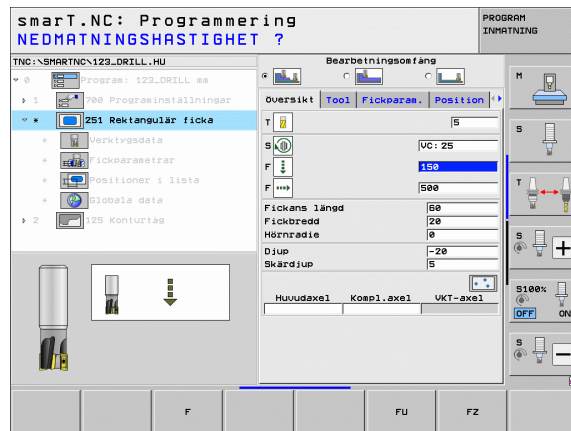 smarT.NC: Programmering
NEDMATNINGSHASTIGHET ?
PROGRAM
INMATNING
TNC:\SMARTNC\123_DRILL.HU
0 Program: 123_DRILL mm
1 700 Programinställningar
* 251 Rektangulär ficka
* Verktygsdata
* Fickparametrar
* Positioner i lista
* Globala data
2 125 Konturtåg
Bearbetningsomfång
Översikt Tool Fickparam. Position
T 5
S VC: 25
F 150
F 500
Fickans längd 60
Fickbredd 20
Hörnradie 0
Djup -20
Skärdjup 5
Huvudaxel Kompl.axel VKT-axel
M
S
T
S +
S100%
OFF ON
S -
F FU FZ